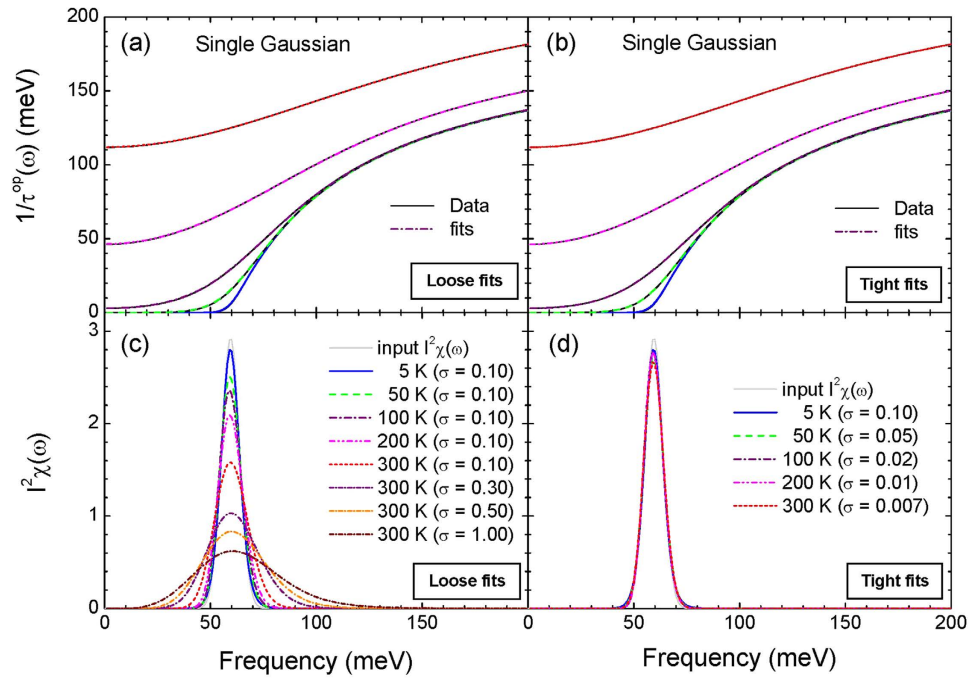 (a) Single Gaussian
(b) Single Gaussian
1/τᵒᵖ(ω) (meV)
200
150
100
50
0
Data
fits
Loose fits
Data
fits
Tight fits
(c)
input I²χ(ω)
5 K (σ = 0.10)
50 K (σ = 0.10)
100 K (σ = 0.10)
200 K (σ = 0.10)
300 K (σ = 0.10)
300 K (σ = 0.30)
300 K (σ = 0.50)
300 K (σ = 1.00)
Loose fits
(d)
input I²χ(ω)
5 K (σ = 0.10)
50 K (σ = 0.05)
100 K (σ = 0.02)
200 K (σ = 0.01)
300 K (σ = 0.007)
Tight fits
I²χ(ω)
3
2
1
0
0 50 100 150 0 50 100 150 200
Frequency (meV) Frequency (meV)